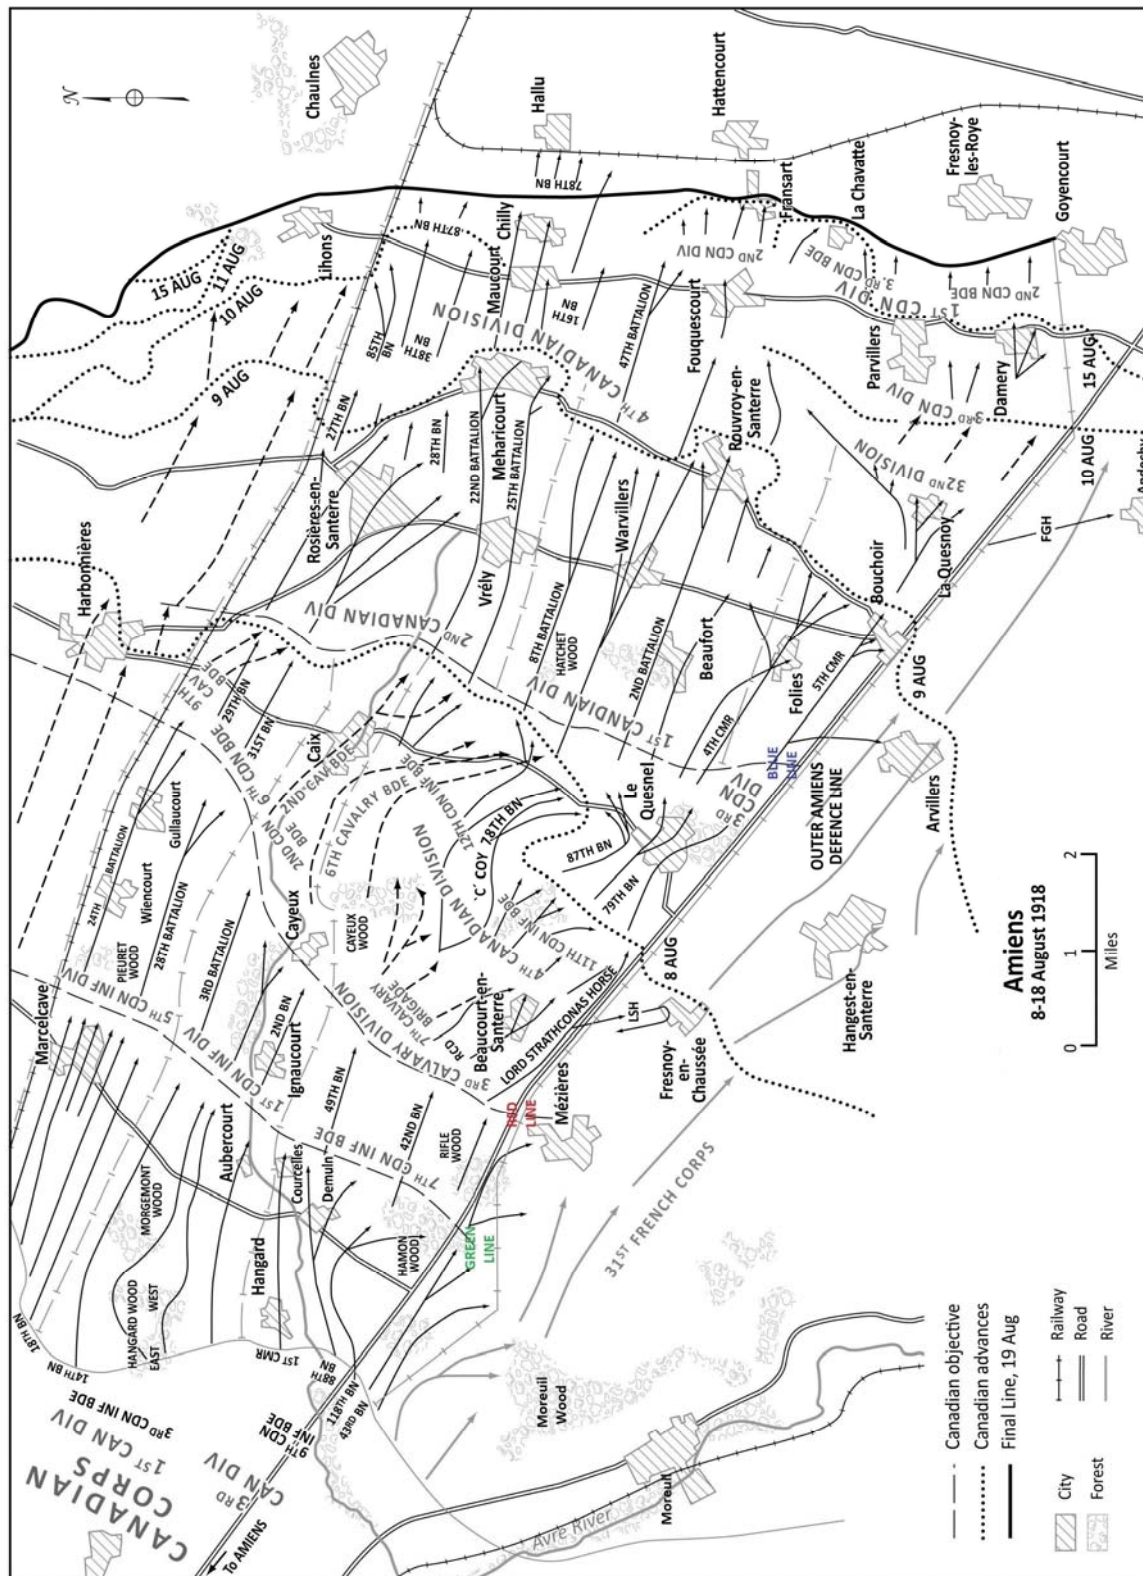 N
Chaulnes
Hallu
Hattencourt
Fresnoy-
les-Roye
Goyencourt
La Chavatte
Fransart
78TH BN
Chilly
87TH BN
Lihons
15 AUG
11 AUG
10 AUG
9 AUG
2ND CDN DIV
3RD CDN BDE
2ND CDN BDE
1ST CDN DIV
Maucourt
16TH
BN
38TH
BN
85TH
BN
4TH CANADIAN DIVISION
47TH BATTALION
Fouquescourt
Parvillers
3RD CDN DIV
Damery
15 AUG
10 AUG
Harbonnières
27TH BN
Rosières-en-
Santerre
28TH BN
Meharicourt
22ND BATTALION
25TH BATTALION
Rouvroy-en-
Santerre
32ND DIVISION
FGH
La Quesnoy
Vrély
Warvillers
Bouchoir
2ND CANADIAN DIV
8TH BATTALION
HATCHET
WOOD
2ND BATTALION
Beaufort
Folies
5TH CMR
4TH CMR
9 AUG
1ST CANDIAN DIV
9TH
CAV BDE
29TH BN
31ST BN
6TH CDN BDE
Caix
2ND CAV BDE
2ND CDN
BDE
6TH CAVALRY BDE
12TH CDN INF BDE
78TH BN
'C' COY
4TH CANADIAN DIVISION
11TH CDN INF BDE
87TH BN
79TH BN
Le
Quesnel
3RD
CDN
DIV
BLUE
LINE
OUTER AMIENS
DEFENCE LINE
Arvillers
8 AUG
Gullaucourt
Wiencourt
24TH BATTALION
PIEURET
WOOD
28TH BATTALION
3RD BATTALION
Cayeux
CAYEUX
WOOD
7TH CALVARY
BRIGADE
RCD
3RD CALVARY DIVISION
Beaucourt-en-
Santerre
LORD STRATHCONAS HORSE
LSH
Fresnoy-
en-
Chaussée
Hangest-en-
Santerre
Marcelcave
5TH CDN INF DIV
1ST CDN INF DIV
2ND BN
Ignaucourt
49TH BN
7TH CDN INF BDE
42ND BN
RIFLE
WOOD
RED
LINE
Mézières
Aubercourt
Courcelles
Demuin
MORGEMONT
WOOD
HAMON
WOOD
GREEN
LINE
31ST FRENCH CORPS
18TH BN
14TH BN
HANGARD WOOD
EAST
WEST
Hangard
1ST CMR
88TH
BN
118TH BN
43RD BN
3RD CDN INF BDE
1ST CAN DIV
9TH CDN
INF BDE
3RD
CAN DIV
CANADIAN
CORPS
To AMIENS
Moreuil
Wood
Moreuil
Avre River
Amiens
8-18 August 1918
0
1
2
Miles
Canadian objective
Canadian advances
Final Line, 19 Aug
Railway
Road
River
City
Forest